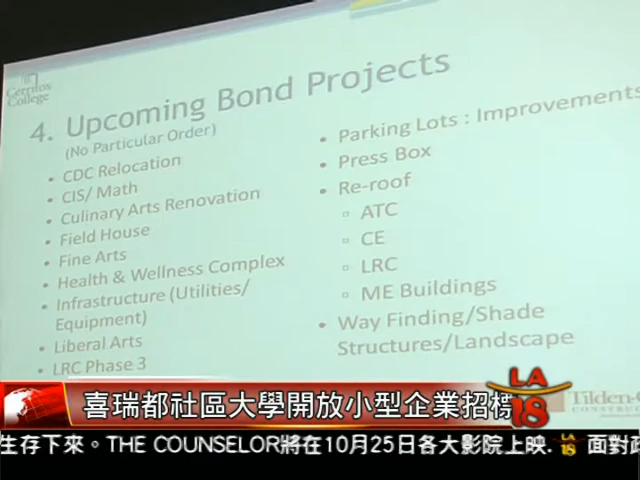 Cerritos
College
4. Upcoming Bond Projects
(No Particular Order)
• CDC Relocation
• CIS/ Math
• Culinary Arts Renovation
• Field House
• Fine Arts
• Health & Wellness Complex
• Infrastructure (Utilities/
Equipment)
• Liberal Arts
• LRC Phase 3
• Parking Lots : Improvements
• Press Box
• Re-roof
▫ ATC
▫ CE
▫ LRC
▫ ME Buildings
• Way Finding/Shade
Structures/Landscape
喜瑞都社區大學開放小型企業招標
LA
18
Tilden-
CONSTRUC
生存下來。THE COUNSELOR將在10月25日各大影院上映. LA 18 面對政